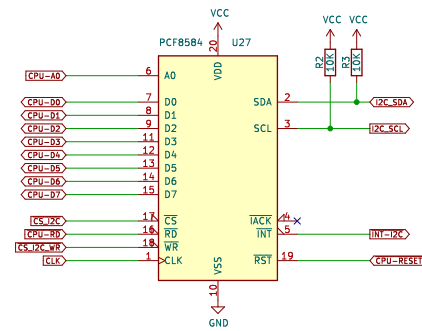 VCC
VCC
VCC
PCF8584
U27
20
VDD
R2
10K
R3
10K
CPU-A0
6
A0
CPU-D0
7
D0
CPU-D1
8
D1
CPU-D2
9
D2
CPU-D3
11
D3
CPU-D4
12
D4
CPU-D5
13
D5
CPU-D6
14
D6
CPU-D7
15
D7
SDA
2
I2C_SDA
SCL
3
I2C_SCL
CS_I2C
17
CS
CPU-RD
16
RD
CS_I2C_WR
18
WR
CLK
1
CLK
IACK
4
INT
5
INT-I2C
RST
19
CPU-RESET
VSS
10
GND